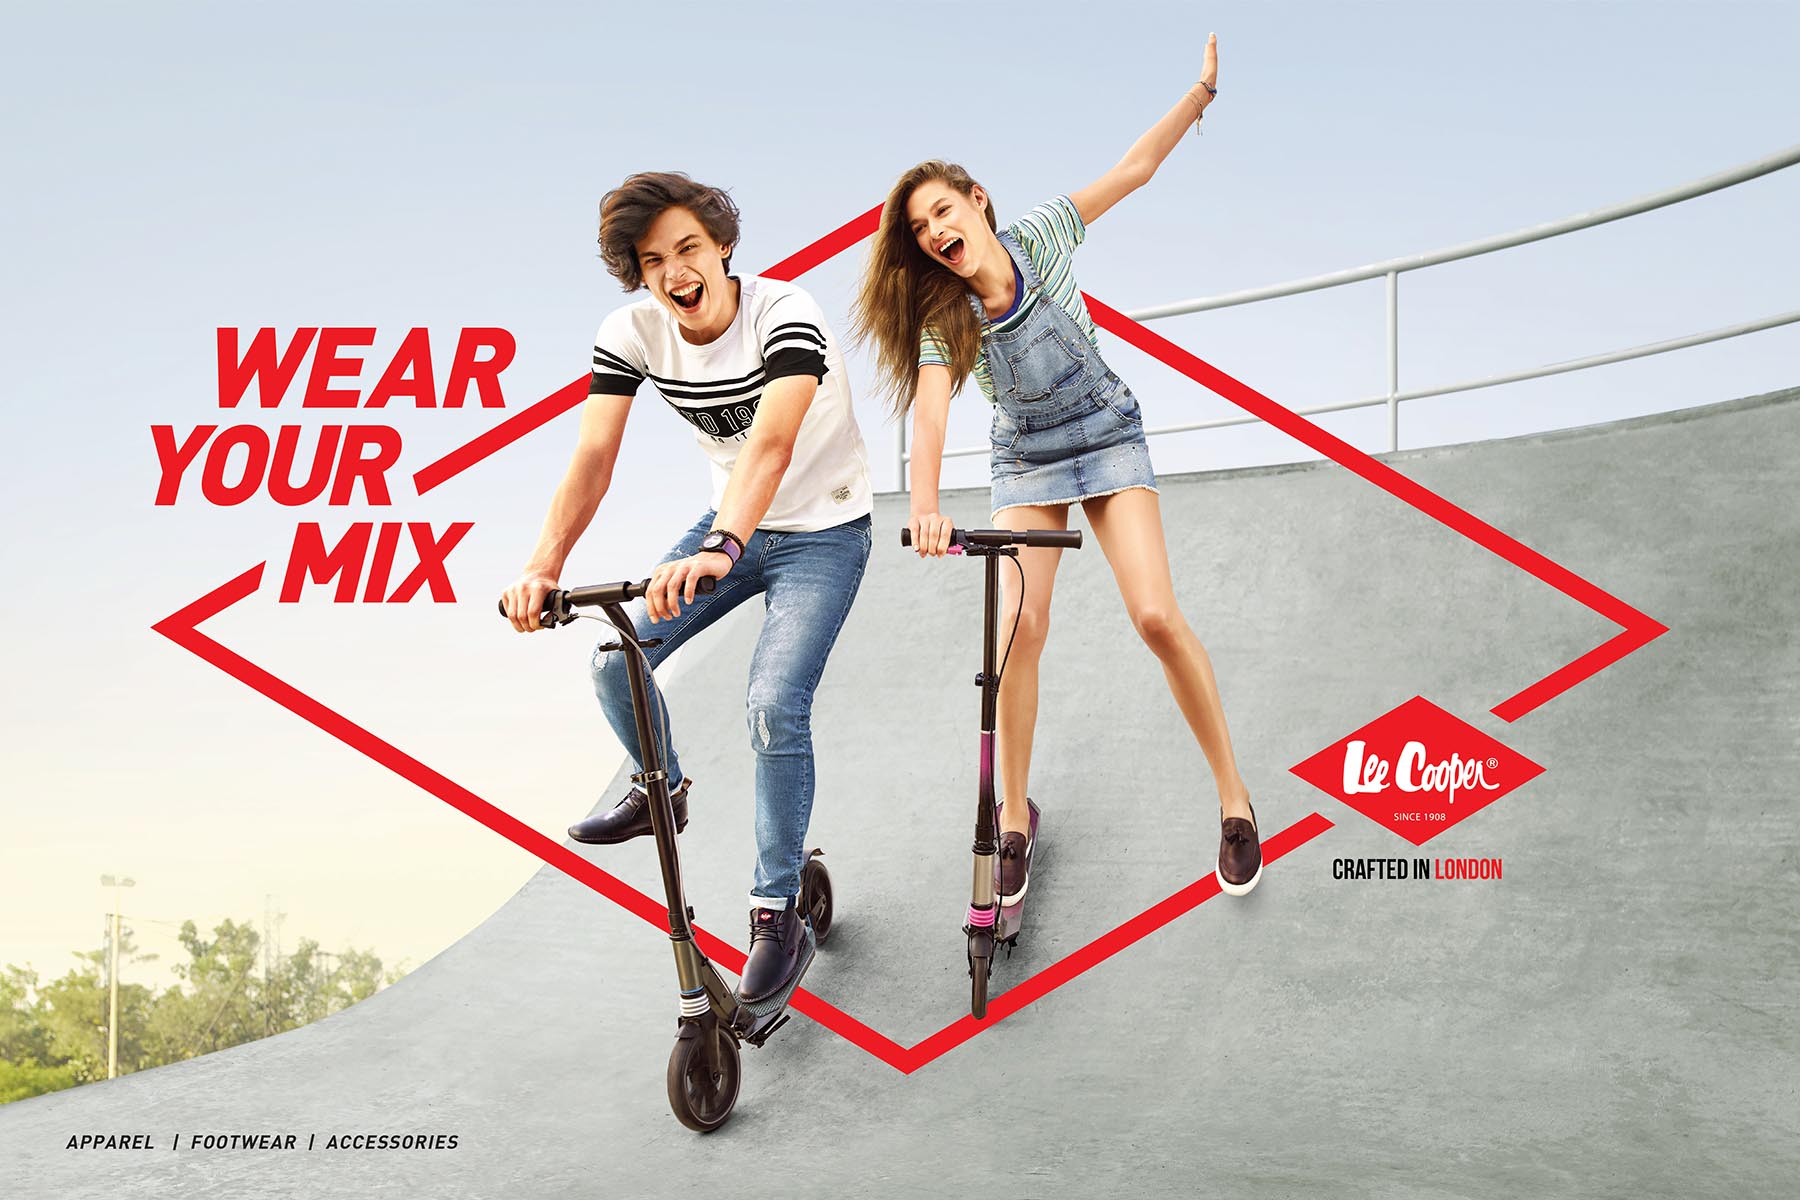 WEAR
YOUR
MIX
Lee Cooper®
SINCE 1908
CRAFTED IN LONDON
APPAREL | FOOTWEAR | ACCESSORIES